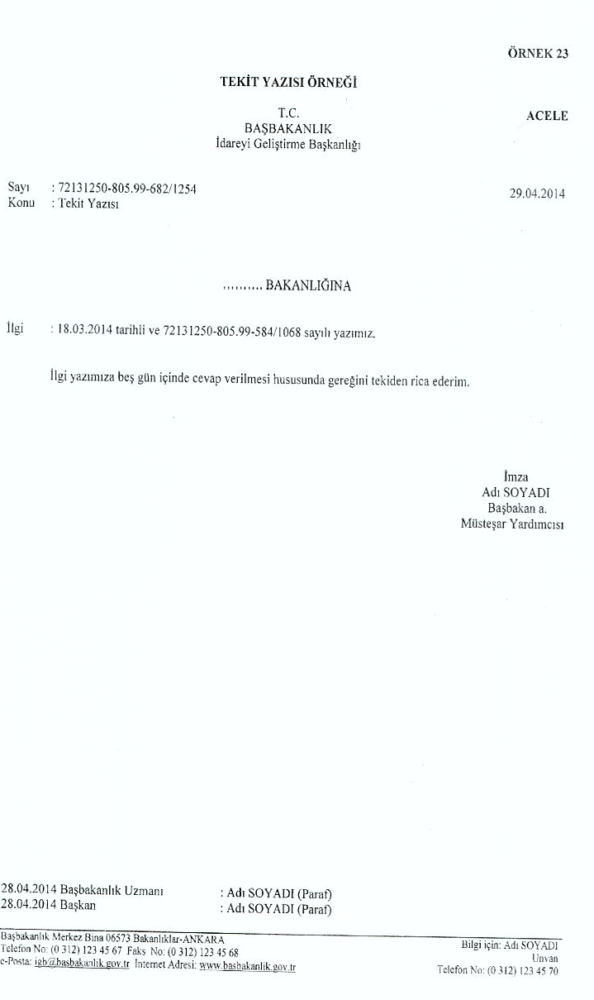 ÖRNEK 23
TEKİT YAZISI ÖRNEĞİ
T.C.
ACELE
BAŞBAKANLIK
İdareyi Geliştirme Başkanlığı
Sayı : 72131250-805.99-682/1254
29.04.2014
Konu : Tekit Yazısı
.......... BAKANLIĞINA
İlgi : 18.03.2014 tarihli ve 72131250-805.99-584/1068 sayılı yazımız.
İlgi yazımıza beş gün içinde cevap verilmesi hususunda gereğini tekiden rica ederim.
İmza
Adı SOYADI
Başbakan a.
Müsteşar Yardımcısı
28.04.2014 Başbakanlık Uzmanı : Adı SOYADI (Paraf)
28.04.2014 Başkan : Adı SOYADI (Paraf)
Başbakanlık Merkez Bina 06573 Bakanlıklar-ANKARA
Telefon No: (0 312) 123 45 67 Faks No: (0 312) 123 45 68
e-Posta: igb@basbakanlik.gov.tr İnternet Adresi: www.basbakanlik.gov.tr
Bilgi için: Adı SOYADI
Unvan
Telefon No: (0 312) 123 45 70